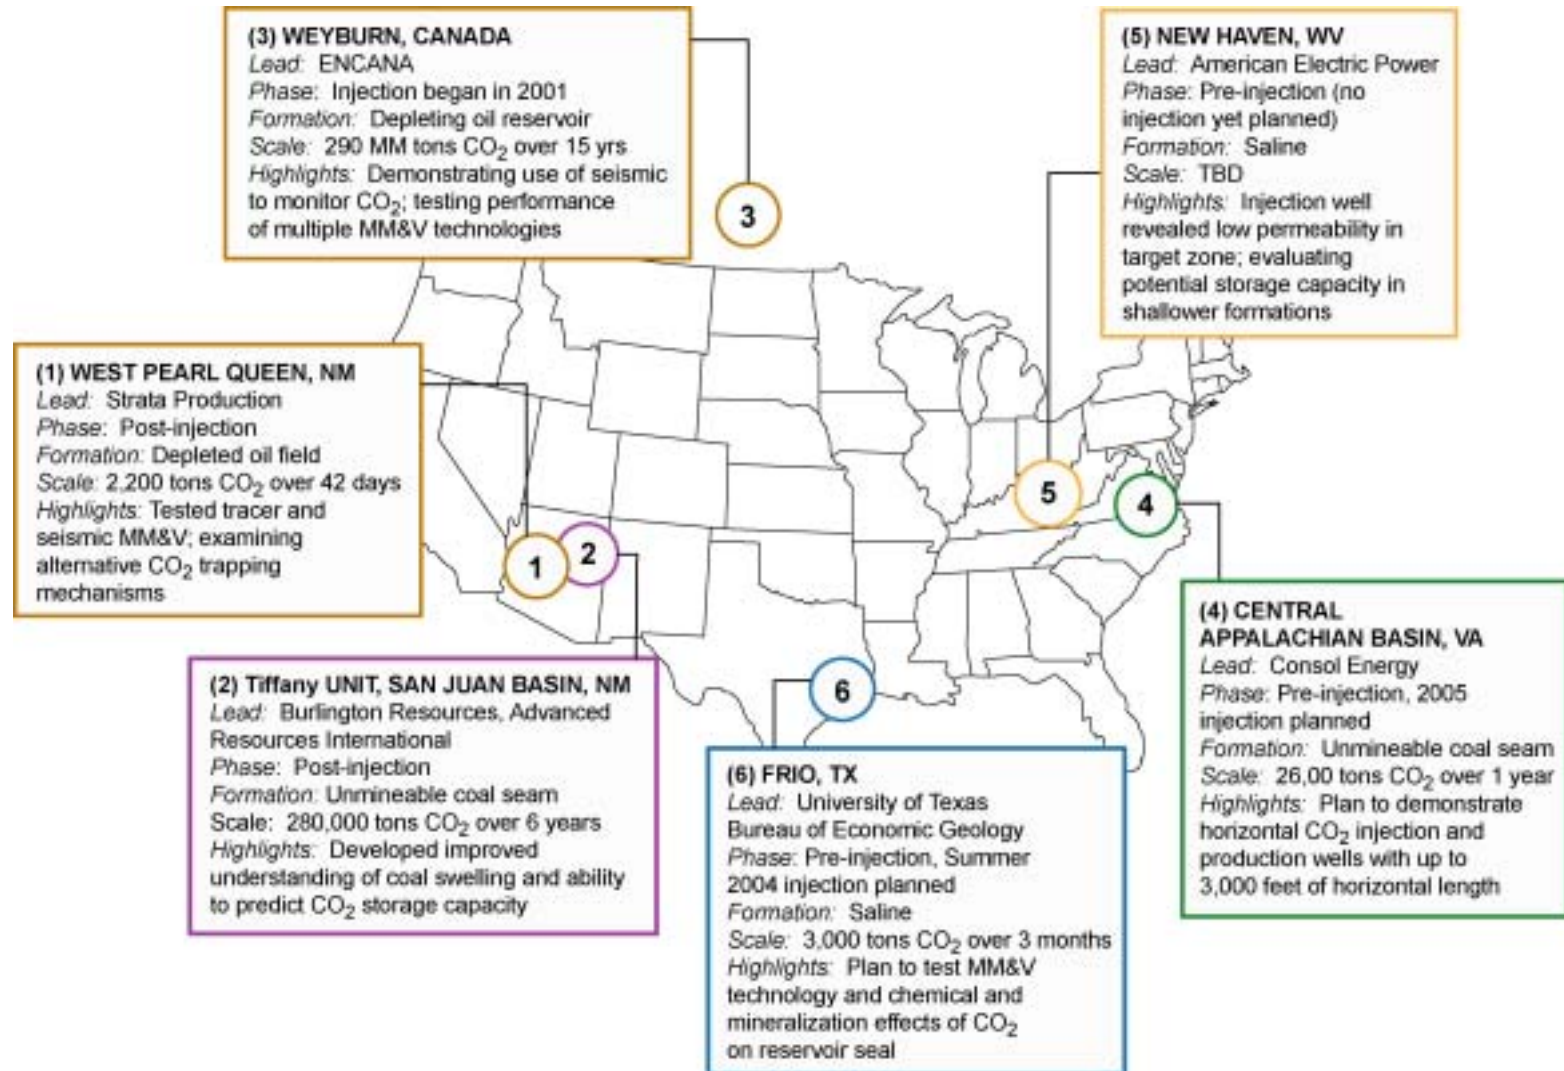 (3) WEYBURN, CANADA
Lead: ENCANA
Phase: Injection began in 2001
Formation: Depleting oil reservoir
Scale: 290 MM tons CO₂ over 15 yrs
Highlights: Demonstrating use of seismic
to monitor CO₂; testing performance
of multiple MM&V technologies
3
(5) NEW HAVEN, WV
Lead: American Electric Power
Phase: Pre-injection (no
injection yet planned)
Formation: Saline
Scale: TBD
Highlights: Injection well
revealed low permeability in
target zone; evaluating
potential storage capacity in
shallower formations
(1) WEST PEARL QUEEN, NM
Lead: Strata Production
Phase: Post-injection
Formation: Depleted oil field
Scale: 2,200 tons CO₂ over 42 days
Highlights: Tested tracer and
seismic MM&V; examining
alternative CO₂ trapping
mechanisms
1
2
5
4
(2) Tiffany UNIT, SAN JUAN BASIN, NM
Lead: Burlington Resources, Advanced
Resources International
Phase: Post-injection
Formation: Unmineable coal seam
Scale: 280,000 tons CO₂ over 6 years
Highlights: Developed improved
understanding of coal swelling and ability
to predict CO₂ storage capacity
6
(6) FRIO, TX
Lead: University of Texas
Bureau of Economic Geology
Phase: Pre-injection, Summer
2004 injection planned
Formation: Saline
Scale: 3,000 tons CO₂ over 3 months
Highlights: Plan to test MM&V
technology and chemical and
mineralization effects of CO₂
on reservoir seal
(4) CENTRAL
APPALACHIAN BASIN, VA
Lead: Consol Energy
Phase: Pre-injection, 2005
injection planned
Formation: Unmineable coal seam
Scale: 26,00 tons CO₂ over 1 year
Highlights: Plan to demonstrate
horizontal CO₂ injection and
production wells with up to
3,000 feet of horizontal length